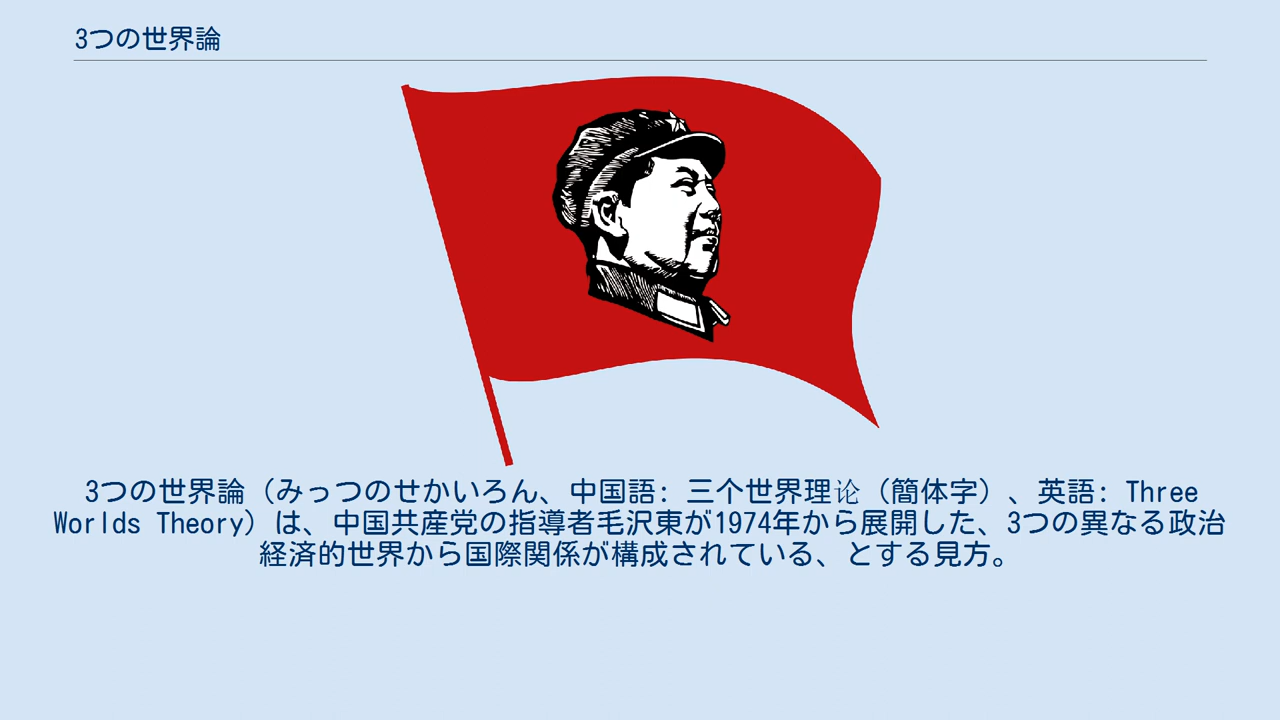 3つの世界論
3つの世界論（みっつのせかいろん、中国語: 三个世界理论（簡体字）、英語: Three
Worlds Theory）は、中国共産党の指導者毛沢東が1974年から展開した、3つの異なる政治
経済的世界から国際関係が構成されている、とする見方。